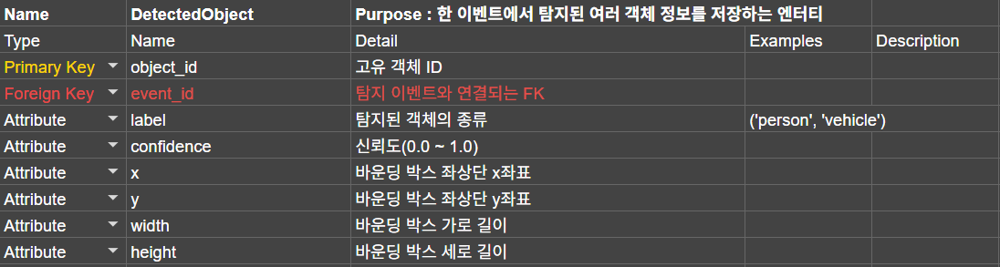 Name DetectedObject Purpose : 한 이벤트에서 탐지된 여러 객체 정보를 저장하는 엔터티
Type Name Detail Examples Description
Primary Key object_id 고유 객체 ID
Foreign Key event_id 탐지 이벤트와 연결되는 FK
Attribute label 탐지된 객체의 종류 ('person', 'vehicle')
Attribute confidence 신뢰도(0.0 ~ 1.0)
Attribute x 바운딩 박스 좌상단 x좌표
Attribute y 바운딩 박스 좌상단 y좌표
Attribute width 바운딩 박스 가로 길이
Attribute height 바운딩 박스 세로 길이